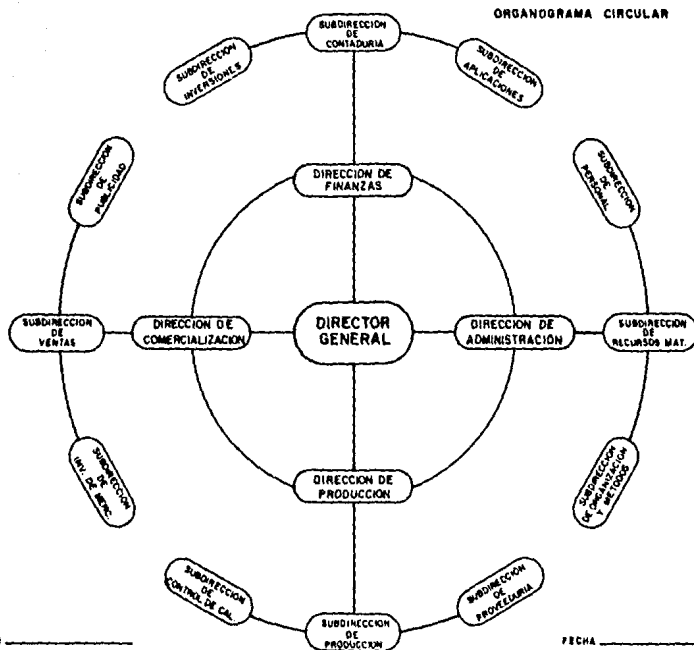 ORGANOGRAMA CIRCULAR
SUBDIRECCION
DE
CONTADURIA
SUBDIRECCION
DE
INVERSIONES
SUBDIRECCION
DE
APLICACIONES
SUBDIRECCION
DE
PUBLICIDAD
DIRECCIÓN DE
FINANZAS
SUBDIRECCION
DE
PERSONAL
SUBDIRECCION
DE
VENTAS
DIRECCION DE
COMERCIALIZACION
DIRECTOR
GENERAL
DIRECCION DE
ADMINISTRACIÓN
SUBDIRECCION
DE
RECURSOS MAT.
SUBDIRECCION
DE
INV. DE MERC.
DIRECCION DE
PRODUCCION
SUBDIRECCION
DE ORGANIZACION
Y METODOS
SUBDIRECCION
DE
CONTROL DE CAL.
SUBDIRECCION
DE
PRODUCCION
SUBDIRECCION
DE
PROVEEDURIA
FECHA